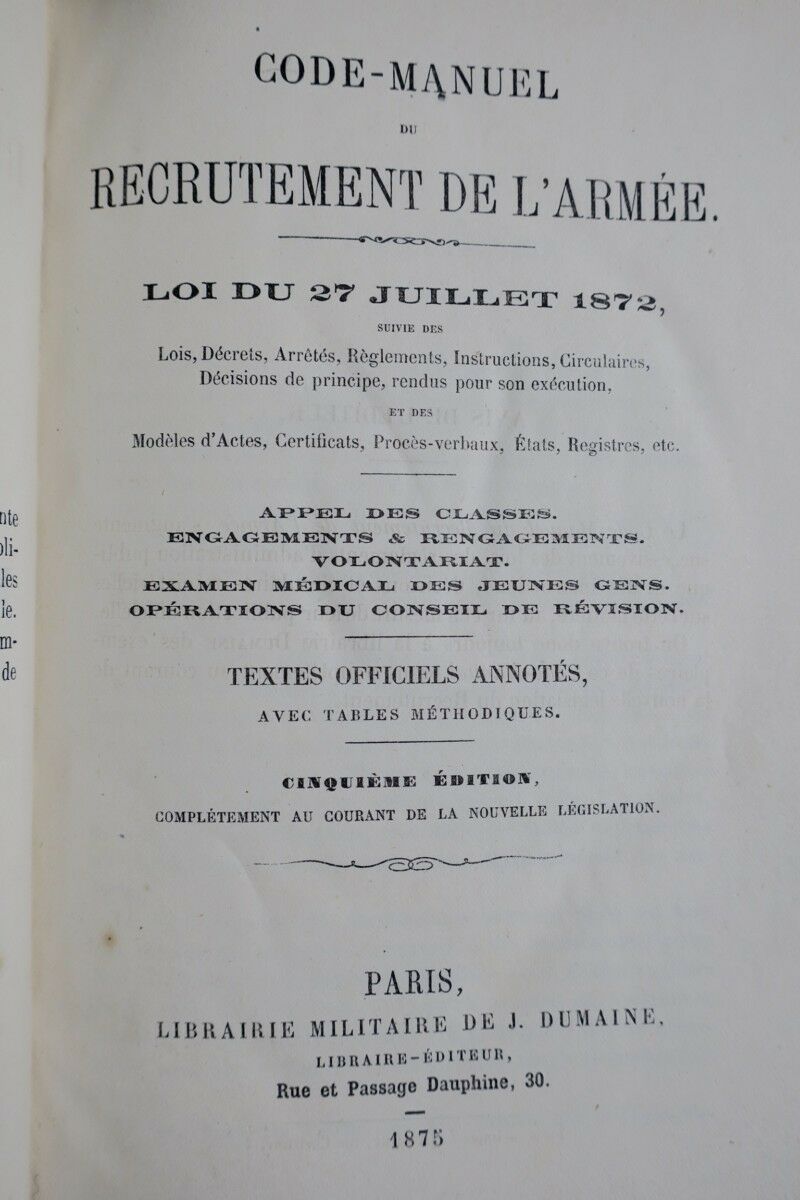 CODE-MANUEL
DU
RECRUTEMENT DE L'ARMÉE.
LOI DU 27 JUILLET 1872,
SUIVIE DES
Lois, Décrets, Arrêtés, Règlements, Instructions, Circulaires,
Décisions de principe, rendus pour son exécution,
ET DES
Modèles d'Actes, Certificats, Procès-verbaux, États, Registres, etc.
APPEL DES CLASSES.
ENGAGEMENTS & RENGAGEMENTS.
VOLONTARIAT.
EXAMEN MÉDICAL DES JEUNES GENS.
OPÉRATIONS DU CONSEIL DE RÉVISION.
TEXTES OFFICIELS ANNOTÉS,
AVEC TABLES MÉTHODIQUES.
CINQUIÈME ÉDITION,
COMPLÉTEMENT AU COURANT DE LA NOUVELLE LÉGISLATION.
PARIS,
LIBRAIRIE MILITAIRE DE J. DUMAINE,
LIBRAIRE-ÉDITEUR,
Rue et Passage Dauphine, 30.
1875
les
de